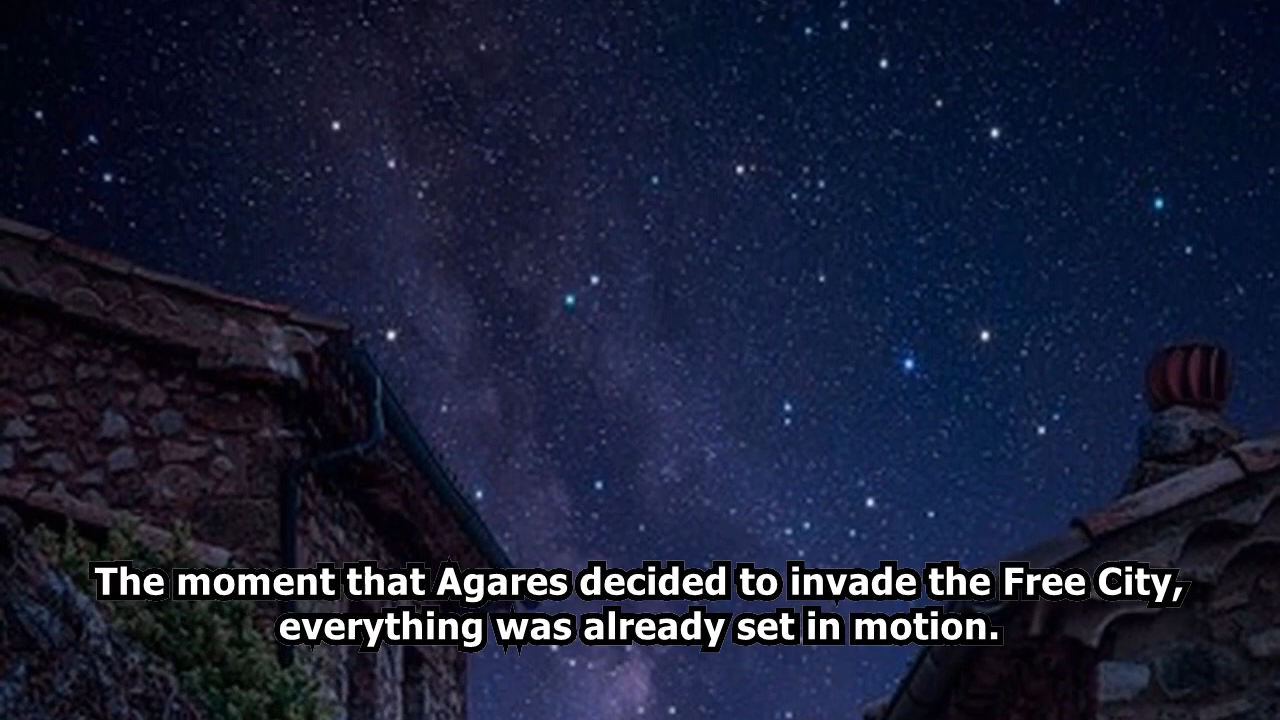 The moment that Agares decided to invade the Free City,
everything was already set in motion.